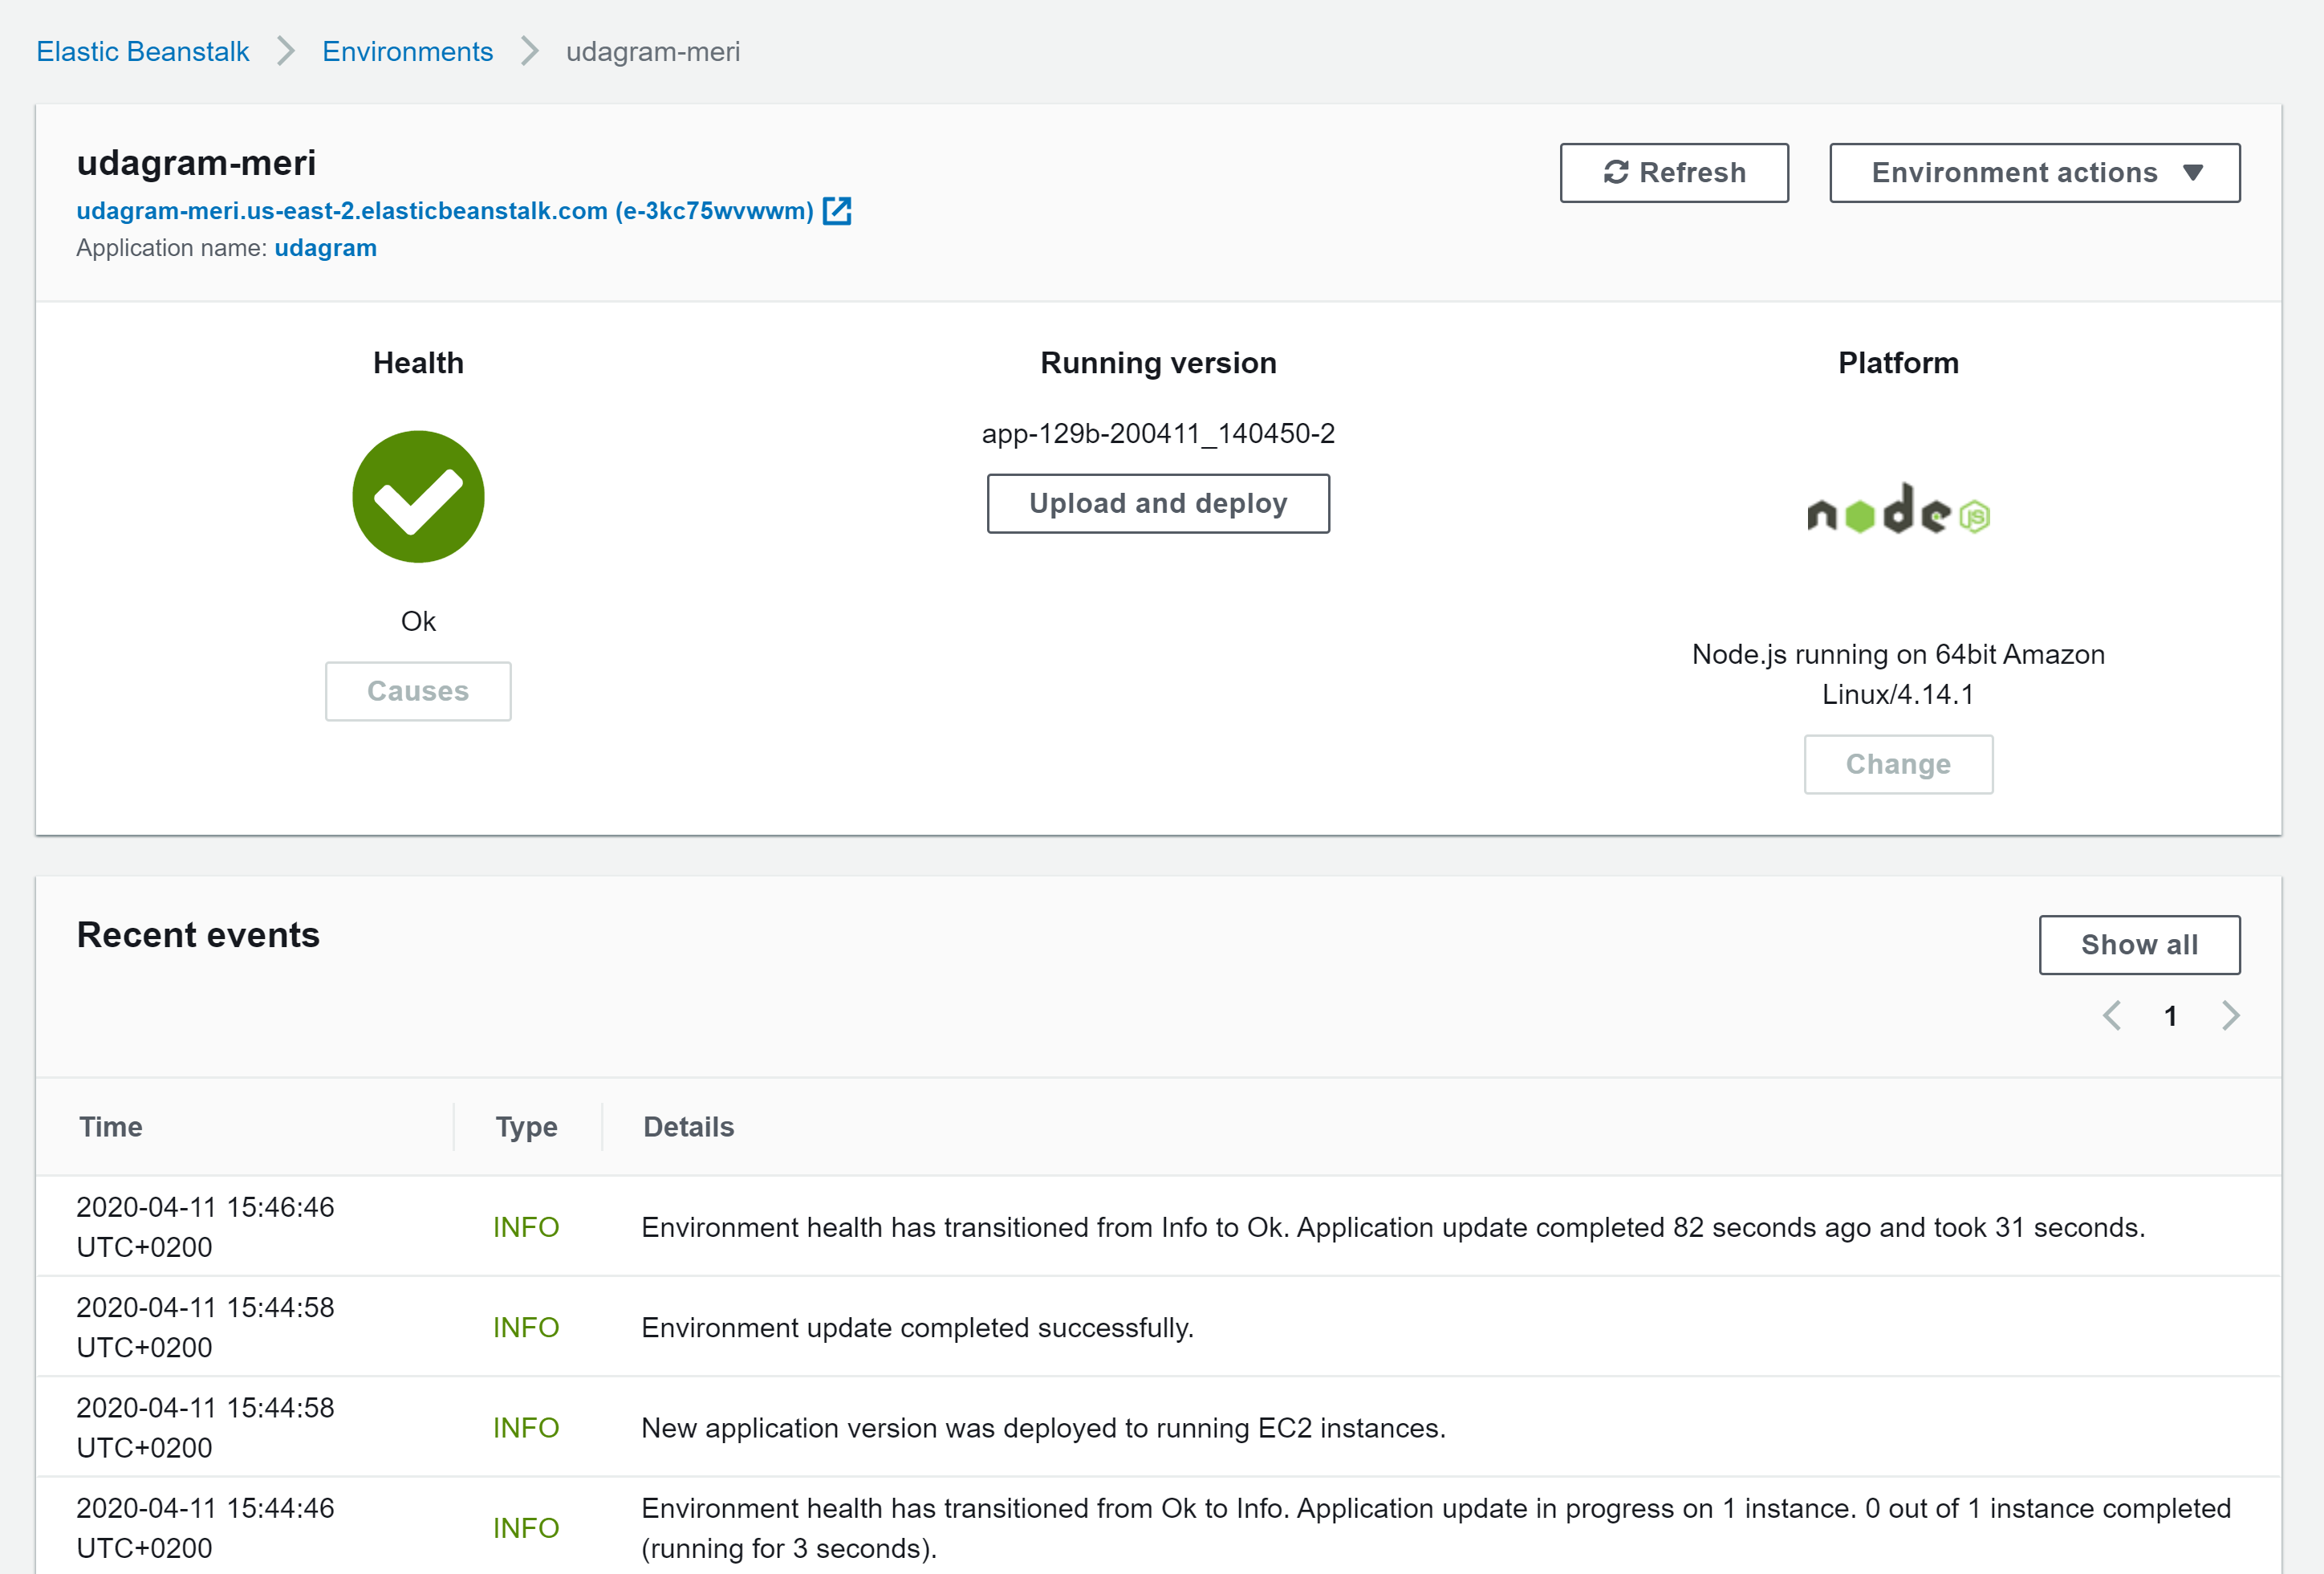 Elastic Beanstalk > Environments > udagram-meri
udagram-meri
udagram-meri.us-east-2.elasticbeanstalk.com (e-3kc75wvwwm)
Application name: udagram
Refresh
Environment actions
Health
Ok
Causes
Running version
app-129b-200411_140450-2
Upload and deploy
Platform
node JS
Node.js running on 64bit Amazon
Linux/4.14.1
Change
Recent events
Show all
< 1 >
Time Type Details
2020-04-11 15:46:46
UTC+0200
INFO
Environment health has transitioned from Info to Ok. Application update completed 82 seconds ago and took 31 seconds.
2020-04-11 15:44:58
UTC+0200
INFO
Environment update completed successfully.
2020-04-11 15:44:58
UTC+0200
INFO
New application version was deployed to running EC2 instances.
2020-04-11 15:44:46
UTC+0200
INFO
Environment health has transitioned from Ok to Info. Application update in progress on 1 instance. 0 out of 1 instance completed
(running for 3 seconds).